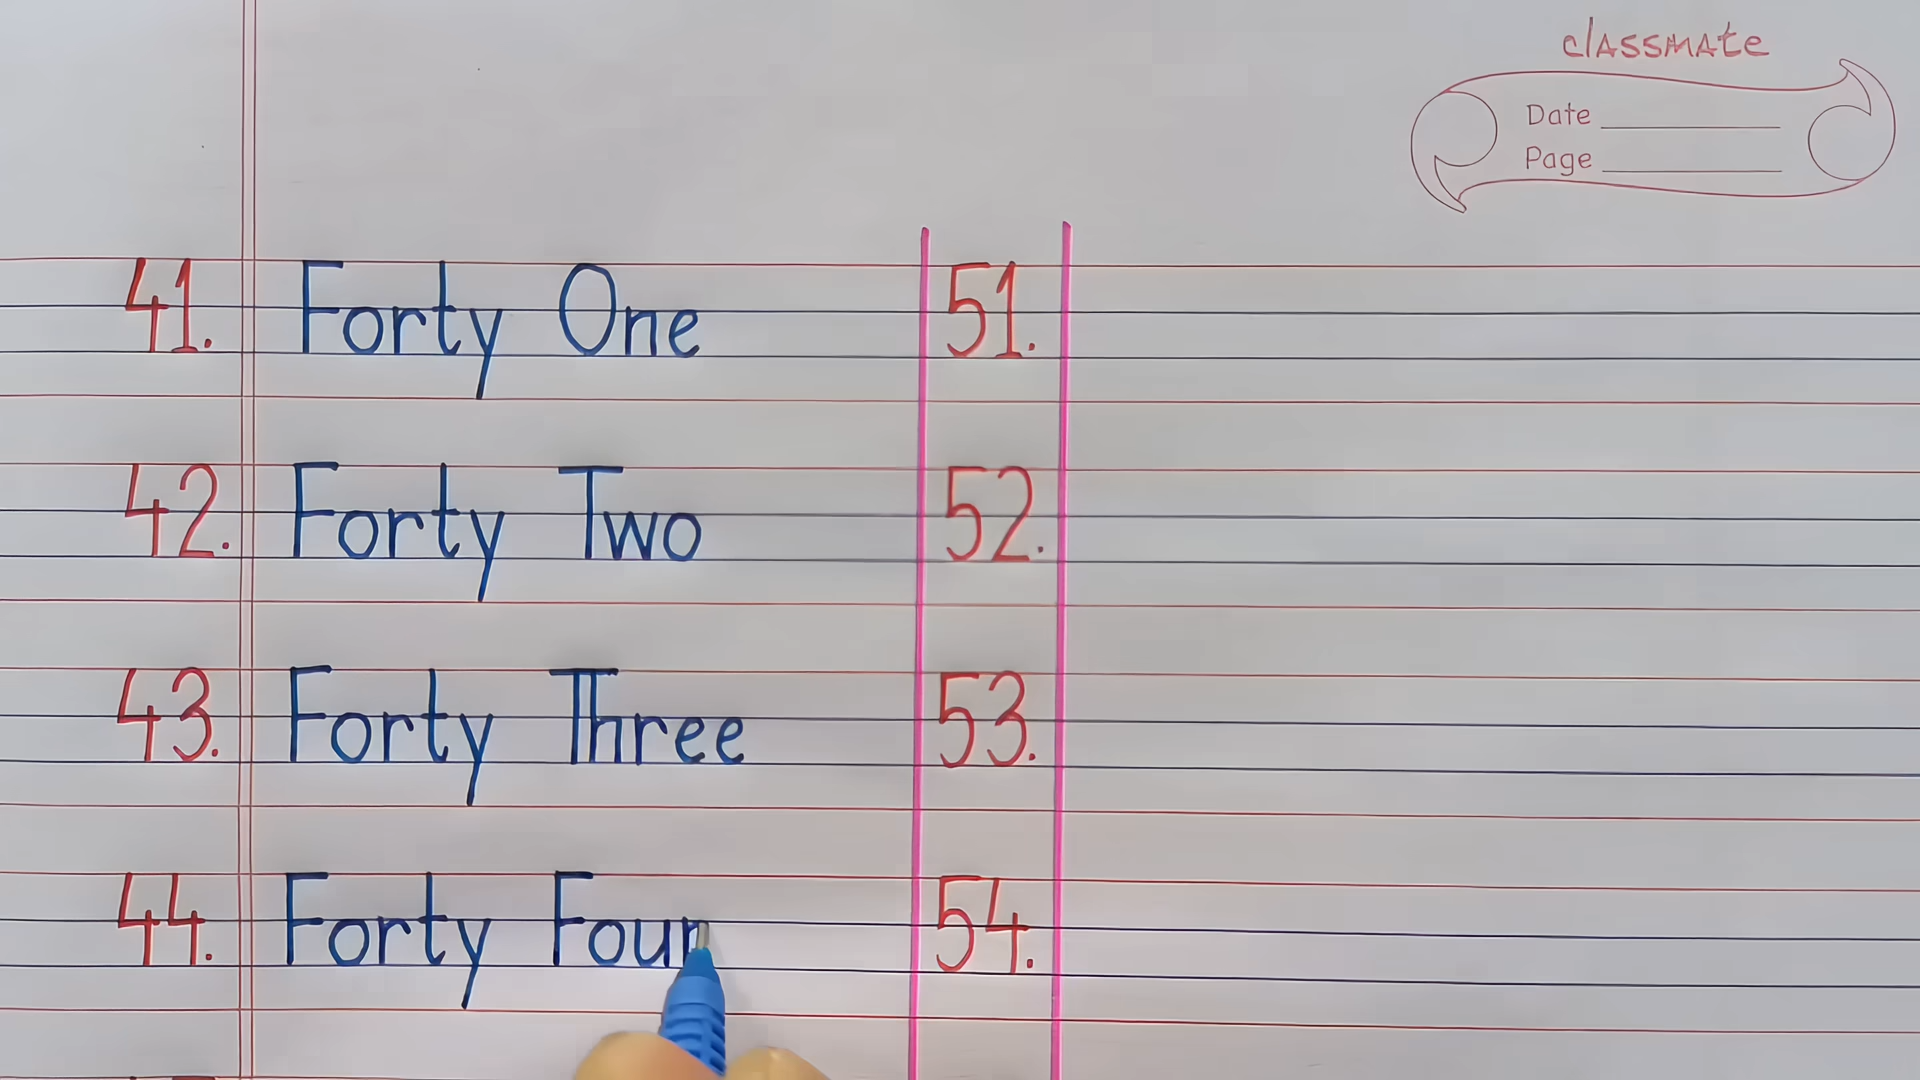 classmate
Date
Page
41. Forty One 51.
42. Forty Two 52.
43. Forty Three 53.
44. Forty Four 54.